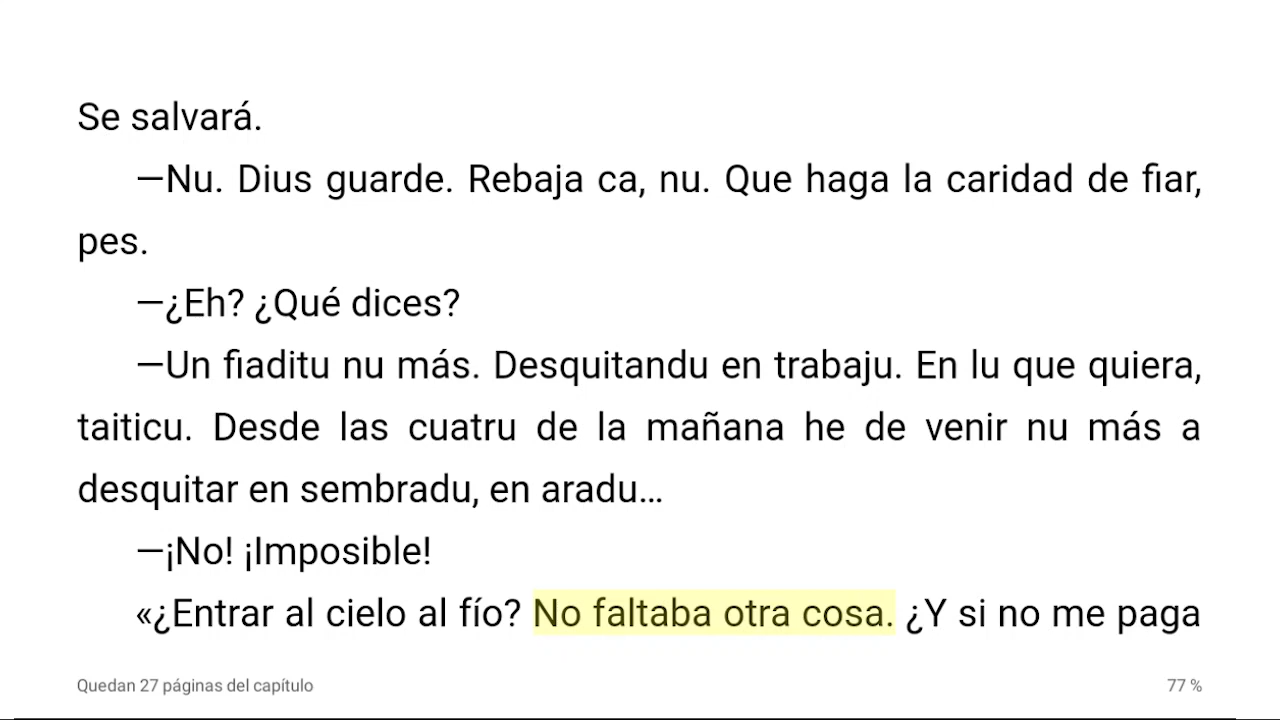 Se salvará.
—Nu. Dius guarde. Rebaja ca, nu. Que haga la caridad de fiar,
pes.
—¿Eh? ¿Qué dices?
—Un fiaditu nu más. Desquitandu en trabaju. En lu que quiera,
taiticu. Desde las cuatru de la mañana he de venir nu más a
desquitar en sembradu, en aradu…
—¡No! ¡Imposible!
«¿Entrar al cielo al fío? No faltaba otra cosa. ¿Y si no me paga
Quedan 27 páginas del capítulo
77 %